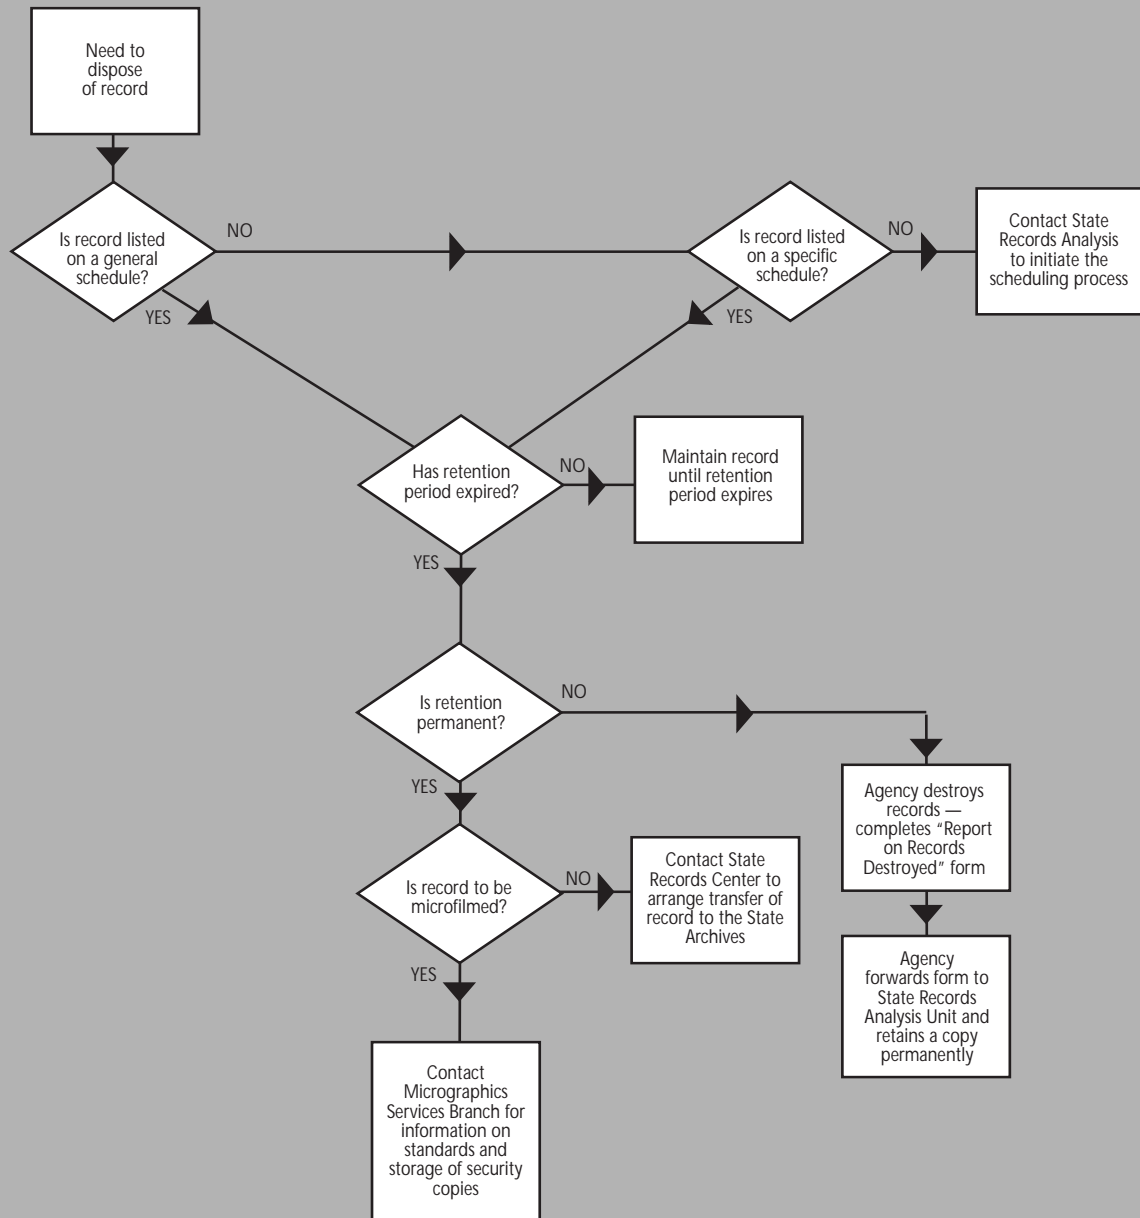 Need to
dispose
of record
Is record listed
on a general
schedule?
NO
YES
Is record listed
on a specific
schedule?
NO
YES
Contact State
Records Analysis
to initiate the
scheduling process
Has retention
period expired?
NO
YES
Maintain record
until retention
period expires
Is retention
permanent?
NO
YES
Agency destroys
records —
completes “Report
on Records
Destroyed” form
Agency
forwards form to
State Records
Analysis Unit and
retains a copy
permanently
Is record to be
microfilmed?
NO
YES
Contact State
Records Center to
arrange transfer of
record to the State
Archives
Contact
Micrographics
Services Branch for
information on
standards and
storage of security
copies